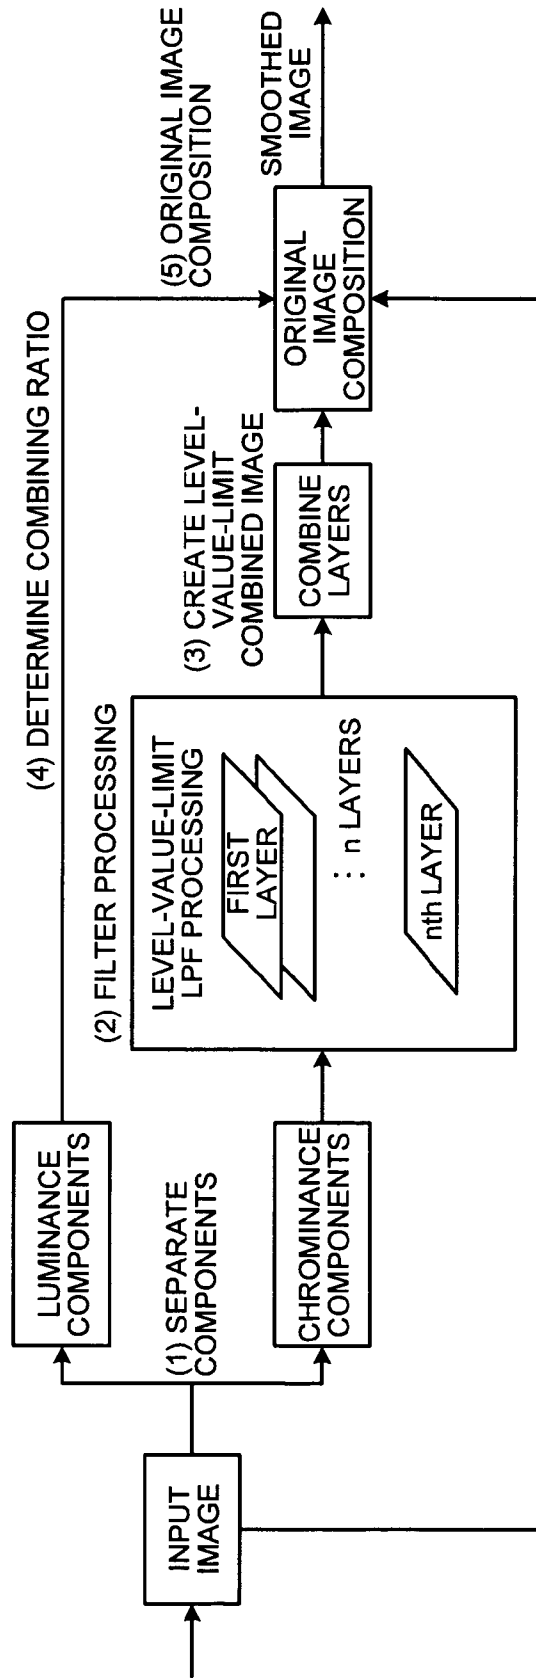 INPUT
IMAGE
(1) SEPARATE
COMPONENTS
LUMINANCE
COMPONENTS
CHROMINANCE
COMPONENTS
(2) FILTER PROCESSING
LEVEL-VALUE-LIMIT
LPF PROCESSING
FIRST
LAYER
⋮ n LAYERS
nth LAYER
(3) CREATE LEVEL-
VALUE-LIMIT
COMBINED IMAGE
COMBINE
LAYERS
(4) DETERMINE COMBINING RATIO
(5) ORIGINAL IMAGE
COMPOSITION
ORIGINAL
IMAGE
COMPOSITION
SMOOTHED
IMAGE